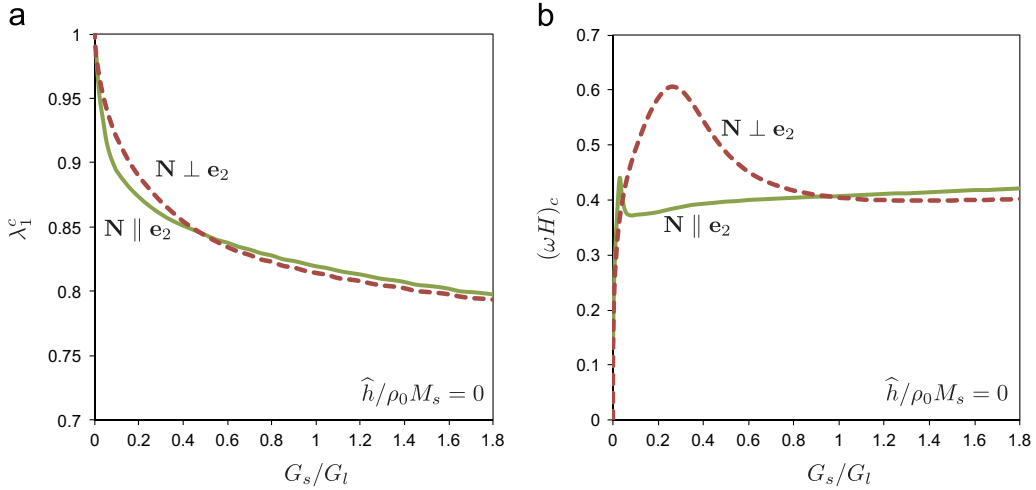 a
1
0.95
0.9
0.85
0.8
0.75
0.7
λ₁ᶜ
N ⊥ e₂
N ∥ e₂
ĥ/ρ₀Mₛ = 0
0 0.2 0.4 0.6 0.8 1 1.2 1.4 1.6 1.8
Gₛ/Gₗ
b
0.7
0.6
0.5
0.4
0.3
0.2
0.1
0
(ωH)_c
N ⊥ e₂
N ∥ e₂
ĥ/ρ₀Mₛ = 0
0 0.2 0.4 0.6 0.8 1 1.2 1.4 1.6 1.8
Gₛ/Gₗ